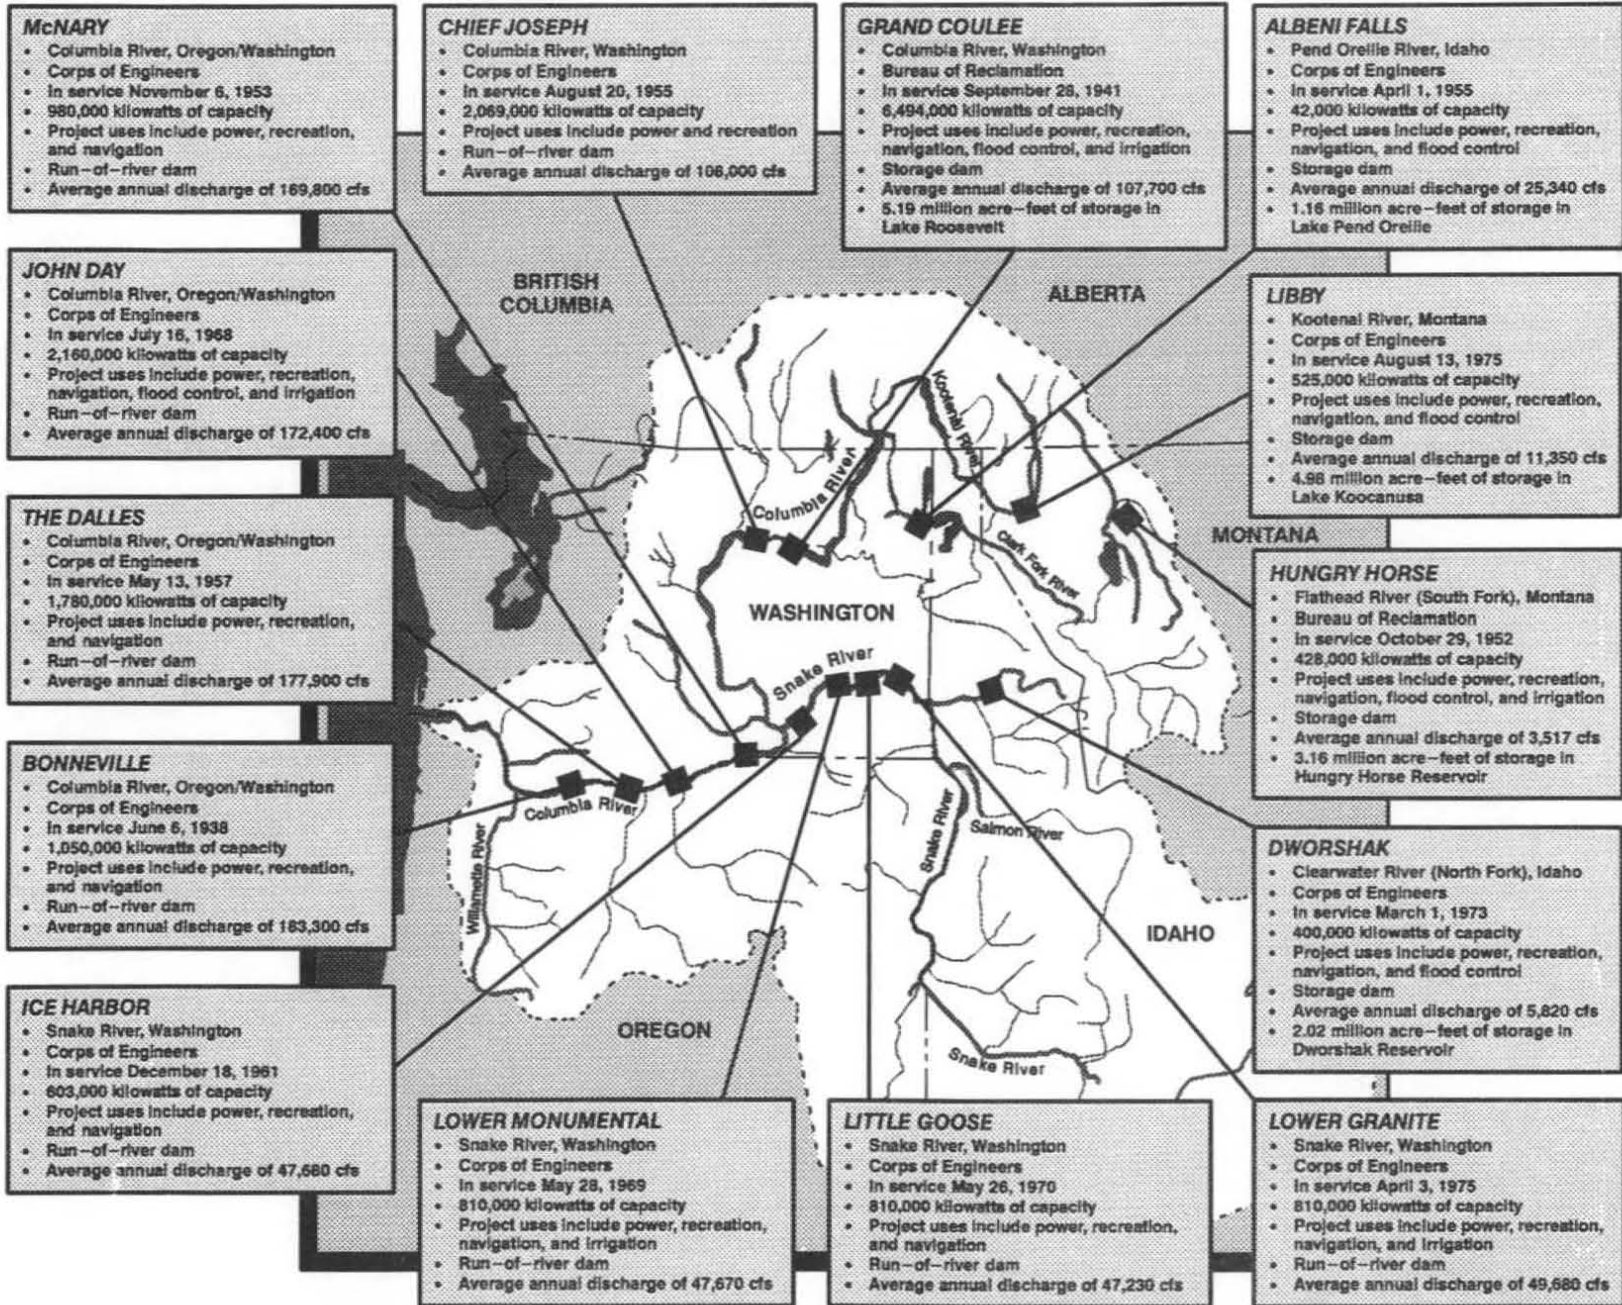 McNARY
• Columbia River, Oregon/Washington
• Corps of Engineers
• In service November 6, 1953
• 980,000 kilowatts of capacity
• Project uses include power, recreation,
and navigation
• Run-of-river dam
• Average annual discharge of 169,800 cfs
CHIEF JOSEPH
• Columbia River, Washington
• Corps of Engineers
• In service August 20, 1955
• 2,069,000 kilowatts of capacity
• Project uses include power and recreation
• Run-of-river dam
• Average annual discharge of 108,000 cfs
GRAND COULEE
• Columbia River, Washington
• Bureau of Reclamation
• In service September 28, 1941
• 6,494,000 kilowatts of capacity
• Project uses include power, recreation,
navigation, flood control, and irrigation
• Storage dam
• Average annual discharge of 107,700 cfs
• 5.19 million acre-feet of storage in
Lake Roosevelt
ALBENI FALLS
• Pend Oreille River, Idaho
• Corps of Engineers
• In service April 1, 1955
• 42,000 kilowatts of capacity
• Project uses include power, recreation,
navigation, and flood control
• Storage dam
• Average annual discharge of 25,340 cfs
• 1.16 million acre-feet of storage in
Lake Pend Oreille
JOHN DAY
• Columbia River, Oregon/Washington
• Corps of Engineers
• In service July 16, 1968
• 2,160,000 kilowatts of capacity
• Project uses include power, recreation,
navigation, flood control, and irrigation
• Run-of-river dam
• Average annual discharge of 172,400 cfs
LIBBY
• Kootenai River, Montana
• Corps of Engineers
• In service August 13, 1975
• 525,000 kilowatts of capacity
• Project uses include power, recreation,
navigation, and flood control
• Storage dam
• Average annual discharge of 11,350 cfs
• 4.98 million acre-feet of storage in
Lake Koocanusa
THE DALLES
• Columbia River, Oregon/Washington
• Corps of Engineers
• In service May 13, 1957
• 1,780,000 kilowatts of capacity
• Project uses include power, recreation,
and navigation
• Run-of-river dam
• Average annual discharge of 177,900 cfs
HUNGRY HORSE
• Flathead River (South Fork), Montana
• Bureau of Reclamation
• In service October 29, 1952
• 428,000 kilowatts of capacity
• Project uses include power, recreation,
navigation, flood control, and irrigation
• Storage dam
• Average annual discharge of 3,517 cfs
• 3.16 million acre-feet of storage in
Hungry Horse Reservoir
BONNEVILLE
• Columbia River, Oregon/Washington
• Corps of Engineers
• In service June 6, 1938
• 1,050,000 kilowatts of capacity
• Project uses include power, recreation,
and navigation
• Run-of-river dam
• Average annual discharge of 183,300 cfs
DWORSHAK
• Clearwater River (North Fork), Idaho
• Corps of Engineers
• In service March 1, 1973
• 400,000 kilowatts of capacity
• Project uses include power, recreation,
navigation, and flood control
• Storage dam
• Average annual discharge of 5,820 cfs
• 2.02 million acre-feet of storage in
Dworshak Reservoir
ICE HARBOR
• Snake River, Washington
• Corps of Engineers
• In service December 18, 1961
• 603,000 kilowatts of capacity
• Project uses include power, recreation,
and navigation
• Run-of-river dam
• Average annual discharge of 47,680 cfs
LOWER MONUMENTAL
• Snake River, Washington
• Corps of Engineers
• In service May 28, 1969
• 810,000 kilowatts of capacity
• Project uses include power, recreation,
navigation, and irrigation
• Run-of-river dam
• Average annual discharge of 47,670 cfs
LITTLE GOOSE
• Snake River, Washington
• Corps of Engineers
• In service May 26, 1970
• 810,000 kilowatts of capacity
• Project uses include power, recreation,
and navigation
• Run-of-river dam
• Average annual discharge of 47,230 cfs
LOWER GRANITE
• Snake River, Washington
• Corps of Engineers
• In service April 3, 1975
• 810,000 kilowatts of capacity
• Project uses include power, recreation,
navigation, and irrigation
• Run-of-river dam
• Average annual discharge of 49,680 cfs
BRITISH
COLUMBIA
ALBERTA
MONTANA
WASHINGTON
IDAHO
OREGON
Kootenai River
Columbia River
Clark Fork River
Snake River
Columbia River
Willamette River
Snake River
Salmon River
Snake River